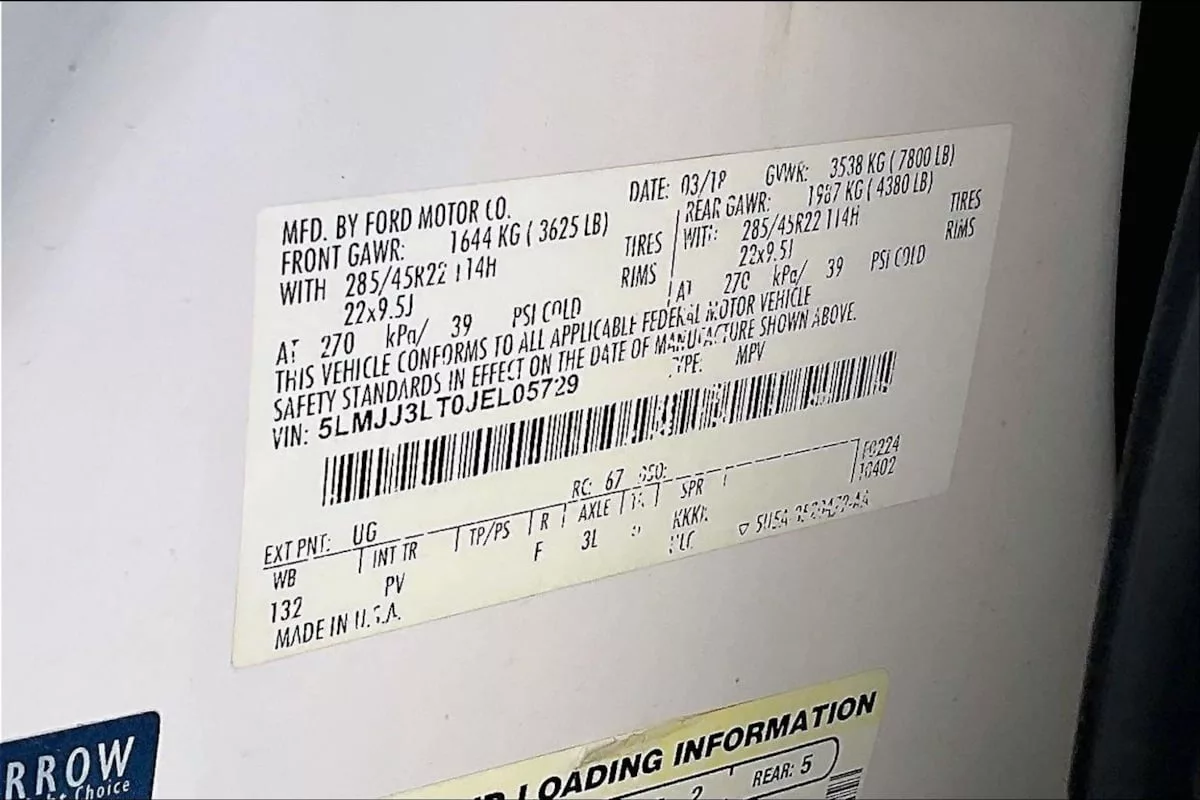 MFD. BY FORD MOTOR CO.
DATE: 03/18 GVWR: 3538 KG ( 7800 LB)
FRONT GAWR: 1644 KG ( 3625 LB)
REAR GAWR: 1987 KG ( 4380 LB)
WITH 285/45R22 114H TIRES
WITH: 285/45R22 114H TIRES
22x9.5J RIMS
22x9.5J RIMS
AT 270 kPa/ 39 PSI COLD
AT 270 kPa/ 39 PSI COLD
THIS VEHICLE CONFORMS TO ALL APPLICABLE FEDERAL MOTOR VEHICLE
SAFETY STANDARDS IN EFFECT ON THE DATE OF MANUFACTURE SHOWN ABOVE.
VIN: 5LMJJ3LT0JEL05729
TYPE: MPV
EXT PNT: UG RC: 67
WB INT TR TP/PS R AXLE SPR
132 PV F 3L
10402
MADE IN U.S.A.
RROW
Choice
LOADING INFORMATION
2 REAR: 5